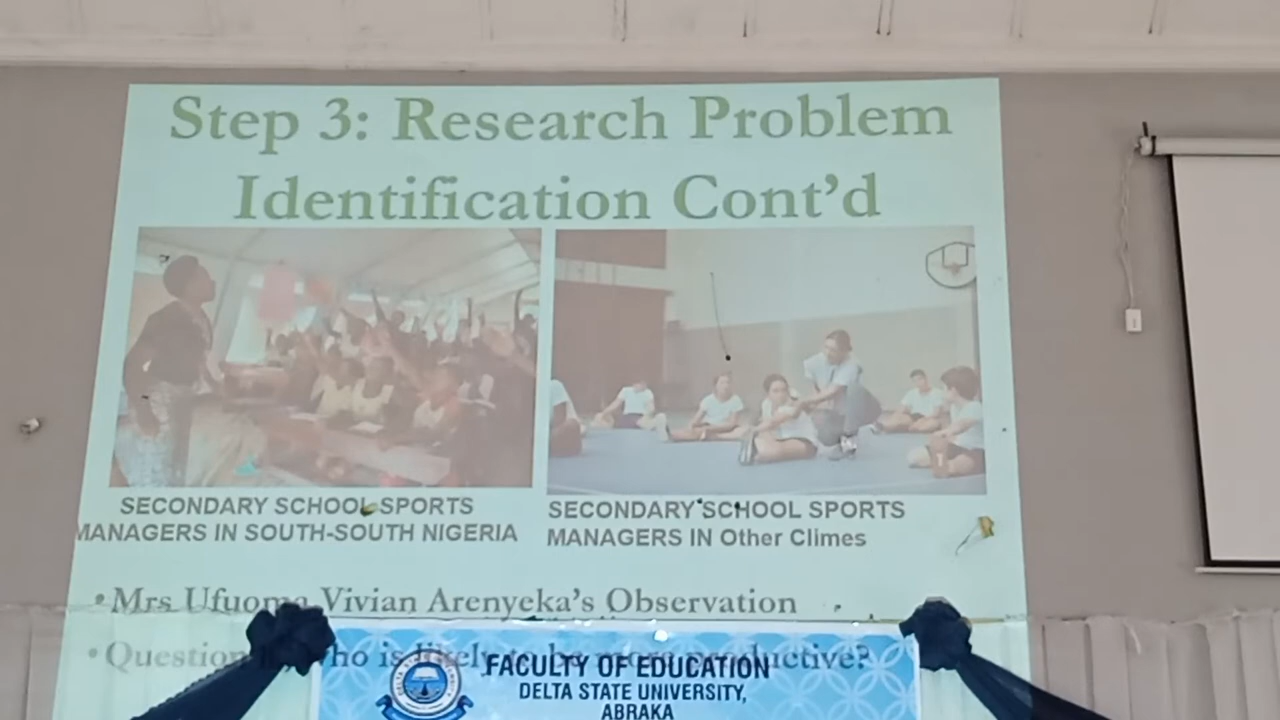 Step 3: Research Problem
Identification Cont'd
SECONDARY SCHOOL SPORTS
MANAGERS IN SOUTH-SOUTH NIGERIA
SECONDARY SCHOOL SPORTS
MANAGERS IN Other Climes
•Mrs Ufuoma Vivian Arenyeka's Observation
•Question is likely to be more productive?
FACULTY OF EDUCATION
DELTA STATE UNIVERSITY,
ABRAKA